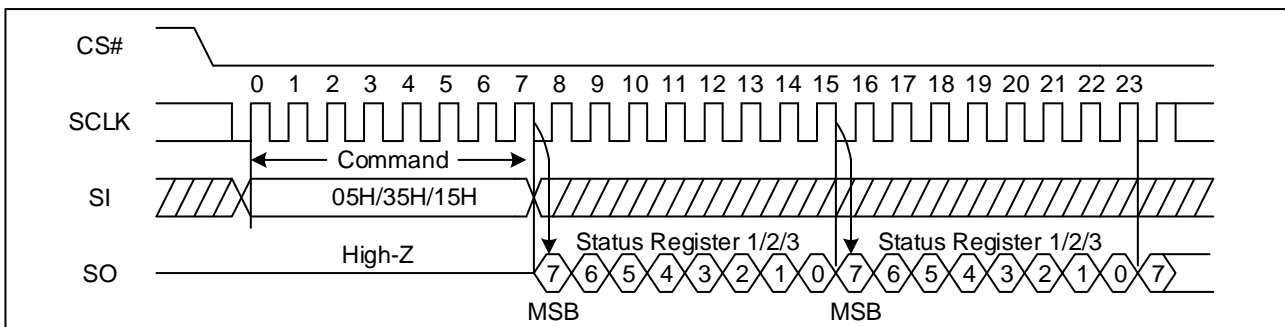 CS#
0 1 2 3 4 5 6 7 8 9 10 11 12 13 14 15 16 17 18 19 20 21 22 23
SCLK
Command
SI
05H/35H/15H
High-Z
Status Register 1/2/3 Status Register 1/2/3
SO
7 6 5 4 3 2 1 0 7 6 5 4 3 2 1 0 7
MSB MSB